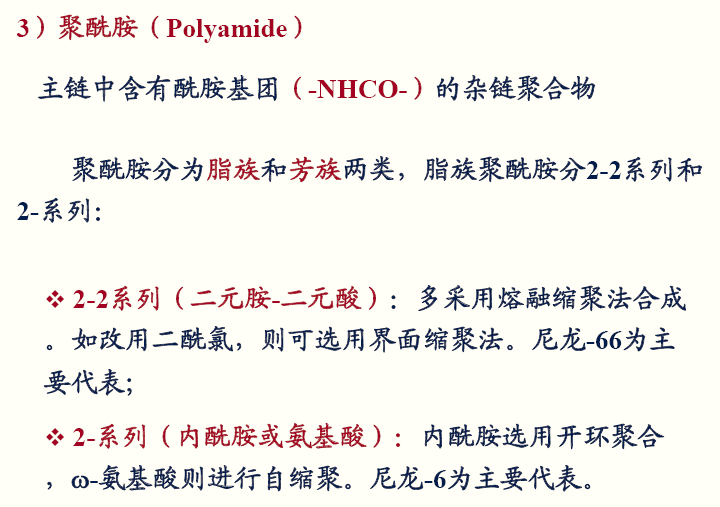 3）聚酰胺（Polyamide）
主链中含有酰胺基团（-NHCO-）的杂链聚合物
聚酰胺分为脂族和芳族两类，脂族聚酰胺分2-2系列和
2-系列：
❖ 2-2系列（二元胺-二元酸）：多采用熔融缩聚法合成
。如改用二酰氯，则可选用界面缩聚法。尼龙-66为主
要代表；
❖ 2-系列（内酰胺或氨基酸）：内酰胺选用开环聚合
，ω-氨基酸则进行自缩聚。尼龙-6为主要代表。